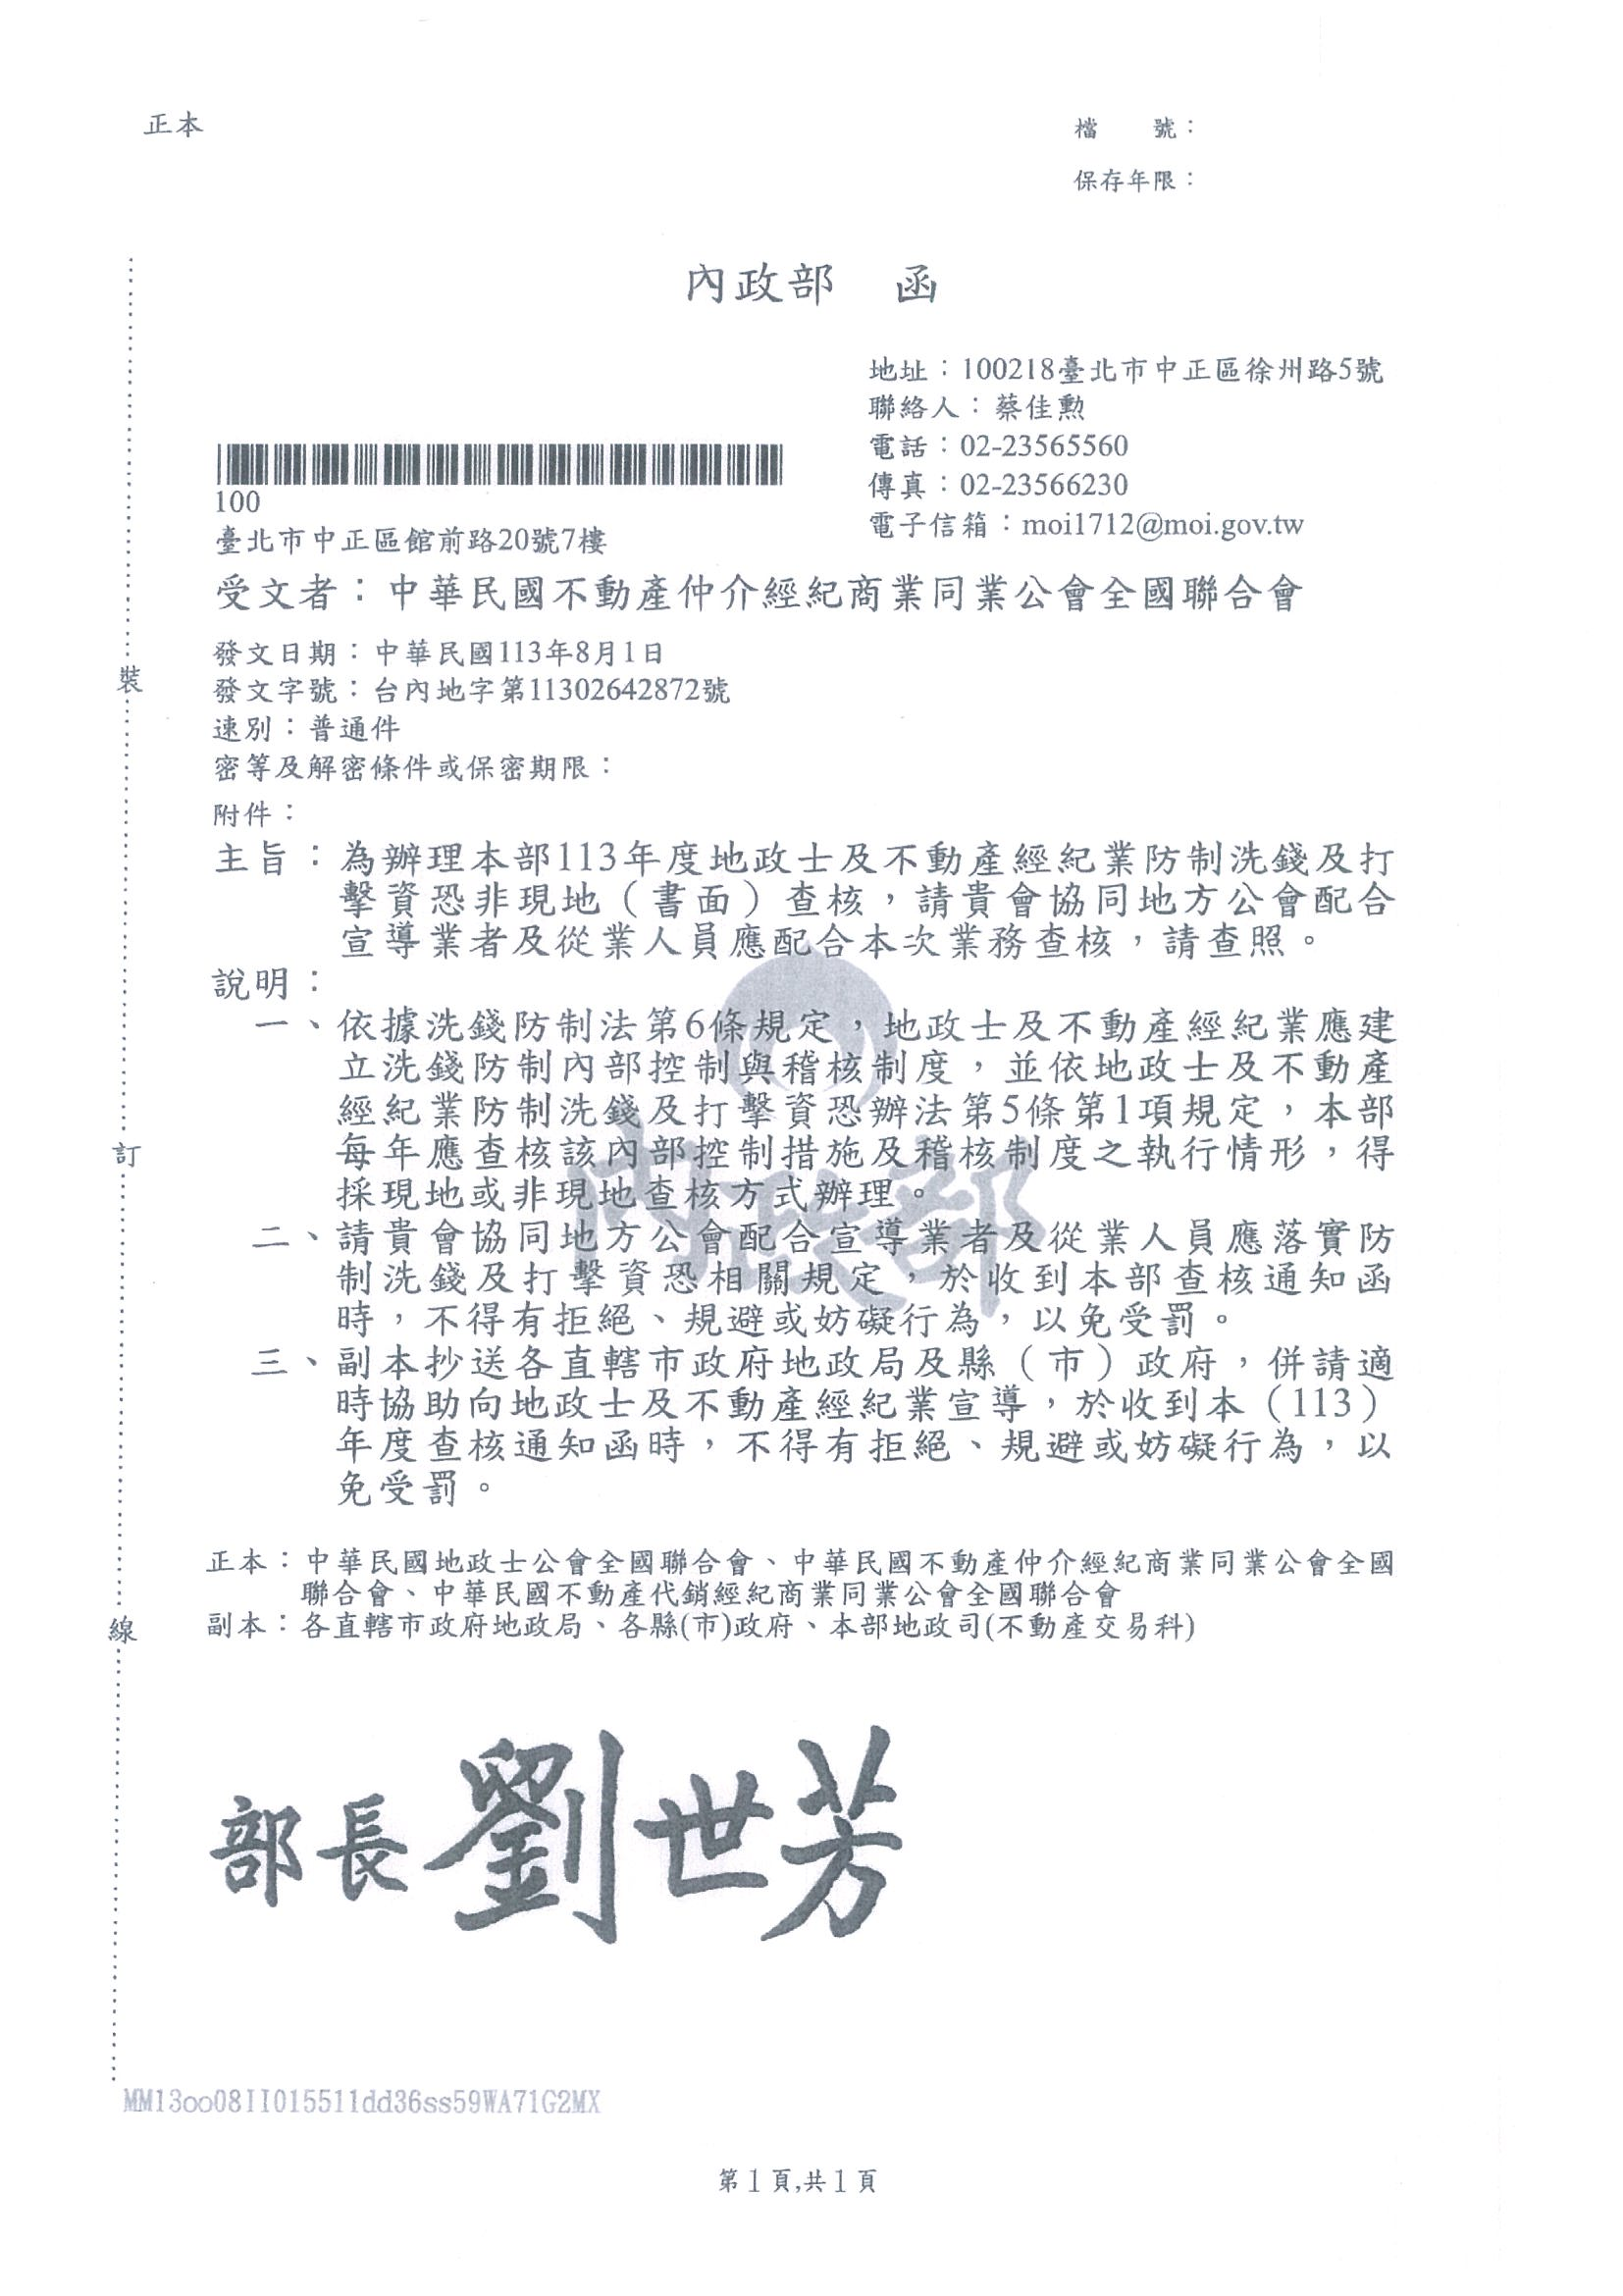 正本
檔　　號：
保存年限：
內政部　函
地址：100218臺北市中正區徐州路5號
聯絡人：蔡佳勲
電話：02-23565560
傳真：02-23566230
電子信箱：moi1712@moi.gov.tw
100
臺北市中正區館前路20號7樓
受文者：中華民國不動產仲介經紀商業同業公會全國聯合會
發文日期：中華民國113年8月1日
發文字號：台內地字第11302642872號
速別：普通件
密等及解密條件或保密期限：
附件：
主旨：為辦理本部113年度地政士及不動產經紀業防制洗錢及打
擊資恐非現地（書面）查核，請貴會協同地方公會配合
宣導業者及從業人員應配合本次業務查核，請查照。
說明：
一、依據洗錢防制法第6條規定，地政士及不動產經紀業應建
立洗錢防制內部控制與稽核制度，並依地政士及不動產
經紀業防制洗錢及打擊資恐辦法第5條第1項規定，本部
每年應查核該內部控制措施及稽核制度之執行情形，得
採現地或非現地查核方式辦理。
二、請貴會協同地方公會配合宣導業者及從業人員應落實防
制洗錢及打擊資恐相關規定，於收到本部查核通知函
時，不得有拒絕、規避或妨礙行為，以免受罰。
三、副本抄送各直轄市政府地政局及縣（市）政府，併請適
時協助向地政士及不動產經紀業宣導，於收到本（113）
年度查核通知函時，不得有拒絕、規避或妨礙行為，以
免受罰。
內政部
正本：中華民國地政士公會全國聯合會、中華民國不動產仲介經紀商業同業公會全國
聯合會、中華民國不動產代銷經紀商業同業公會全國聯合會
副本：各直轄市政府地政局、各縣(市)政府、本部地政司(不動產交易科)
裝
訂
線
部長劉世芳
MM13oo08II015511dd36ss59WA71G2MX
第1頁,共1頁